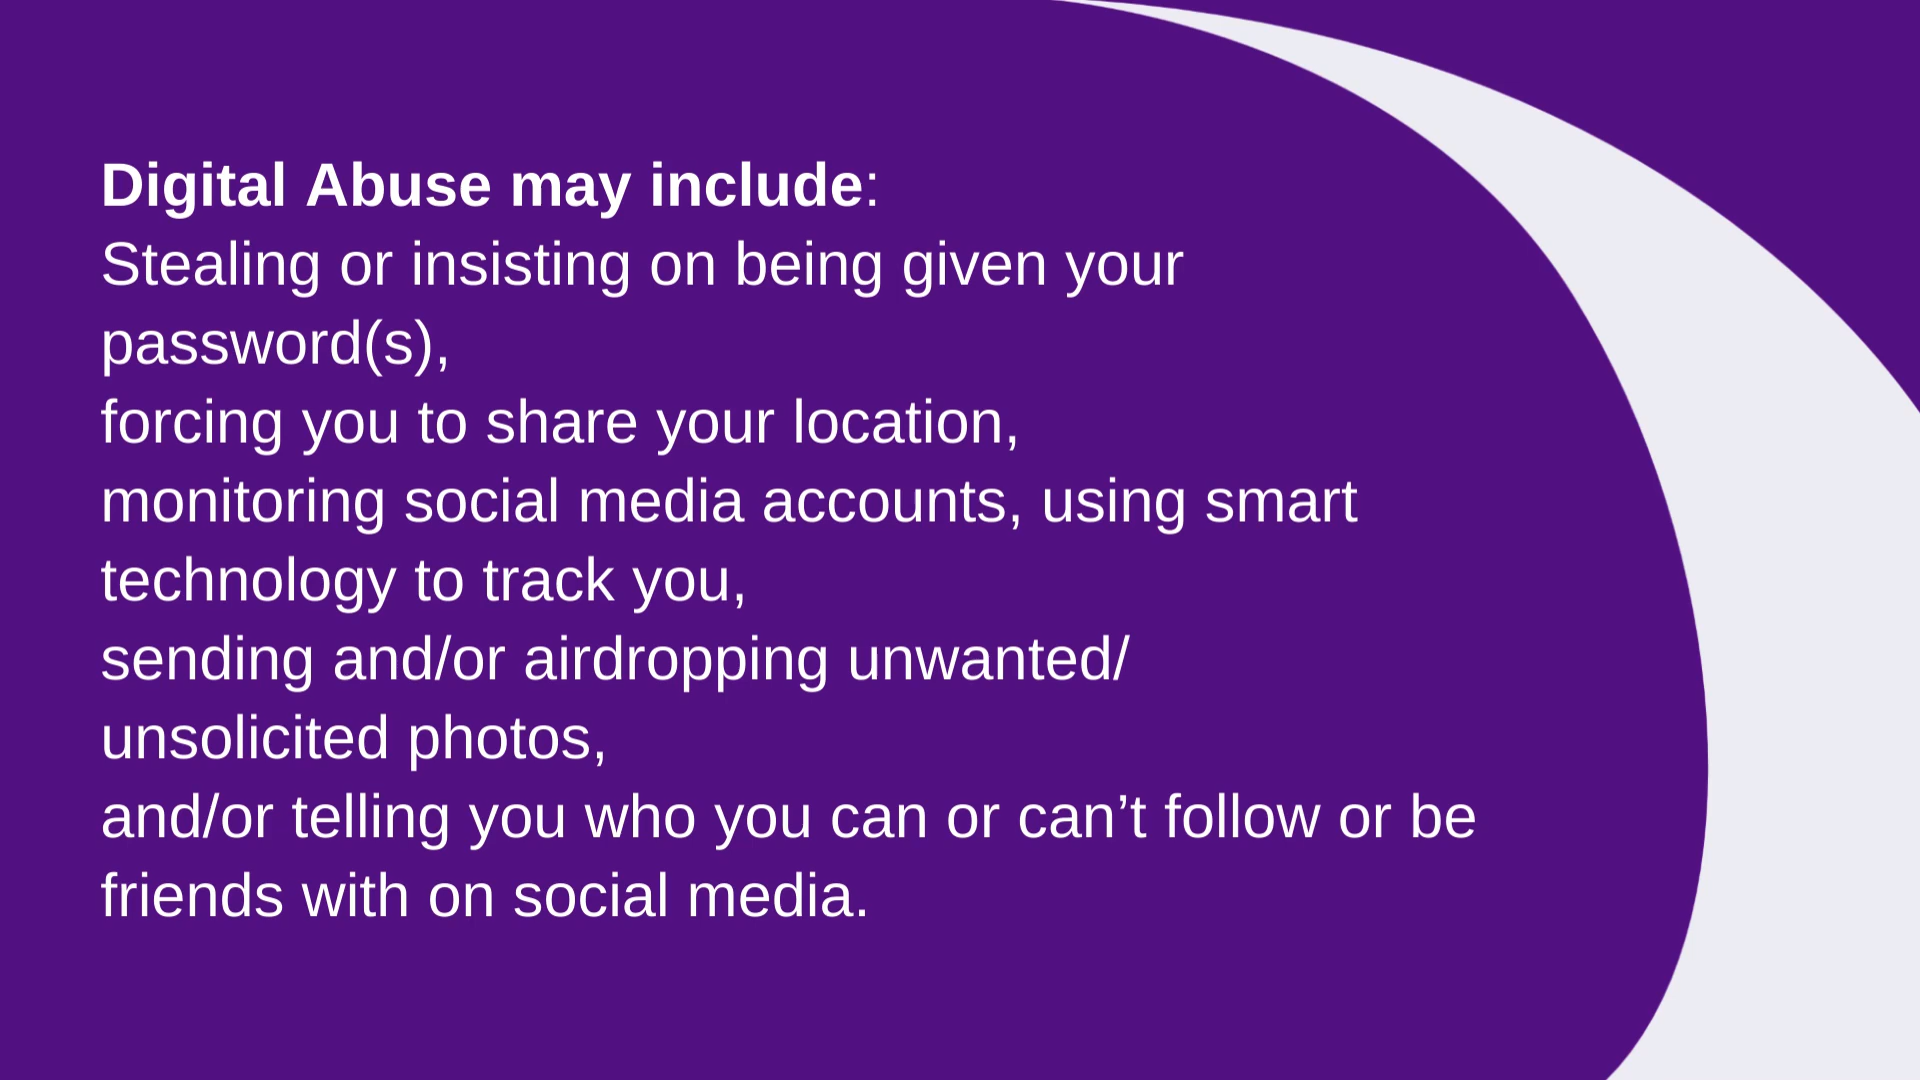 Digital Abuse may include:
Stealing or insisting on being given your
password(s),
forcing you to share your location,
monitoring social media accounts, using smart
technology to track you,
sending and/or airdropping unwanted/
unsolicited photos,
and/or telling you who you can or can’t follow or be
friends with on social media.